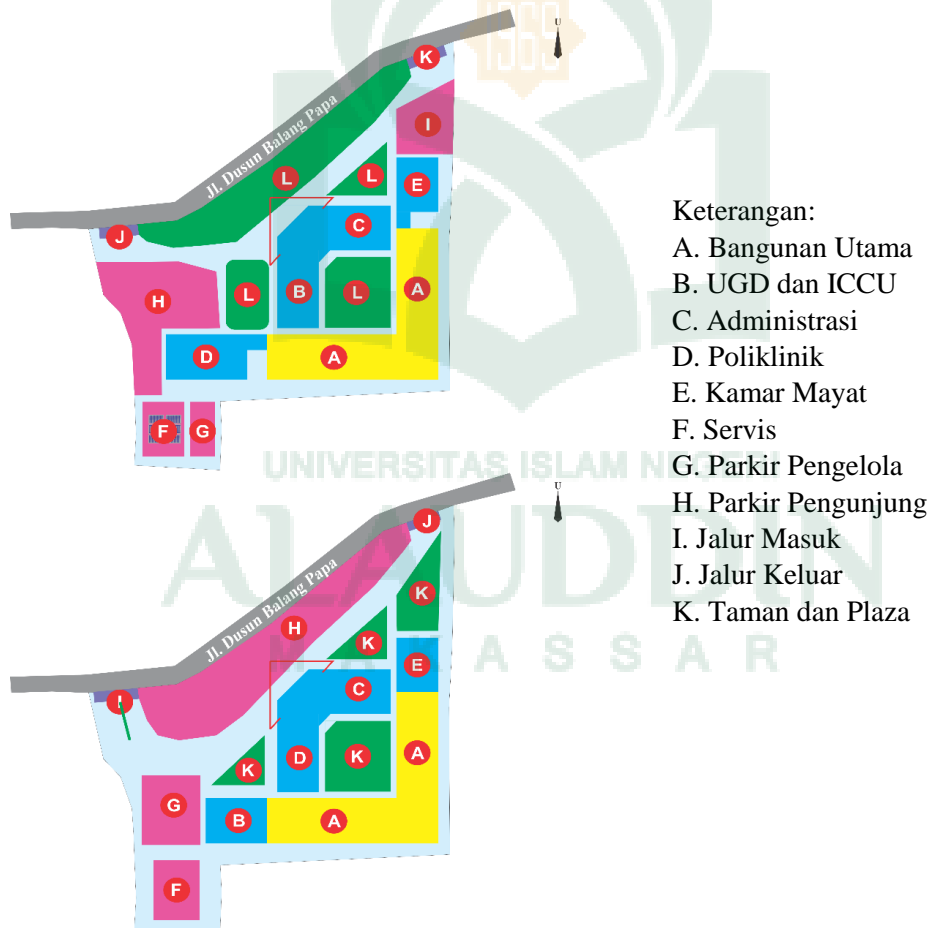 1969
U
K
Jl. Dusun Balang Papa
I
L
L
E
J
C
H
L
B
L
A
D
A
F
G
Keterangan:
A. Bangunan Utama
B. UGD dan ICCU
C. Administrasi
D. Poliklinik
E. Kamar Mayat
F. Servis
G. Parkir Pengelola
H. Parkir Pengunjung
I. Jalur Masuk
J. Jalur Keluar
K. Taman dan Plaza
UNIVERSITAS ISLAM NEGERI
ALAUDDIN
MAKASSAR
U
J
Jl. Dusun Balang Papa
K
H
K
E
I
C
K
D
K
A
G
B
A
F